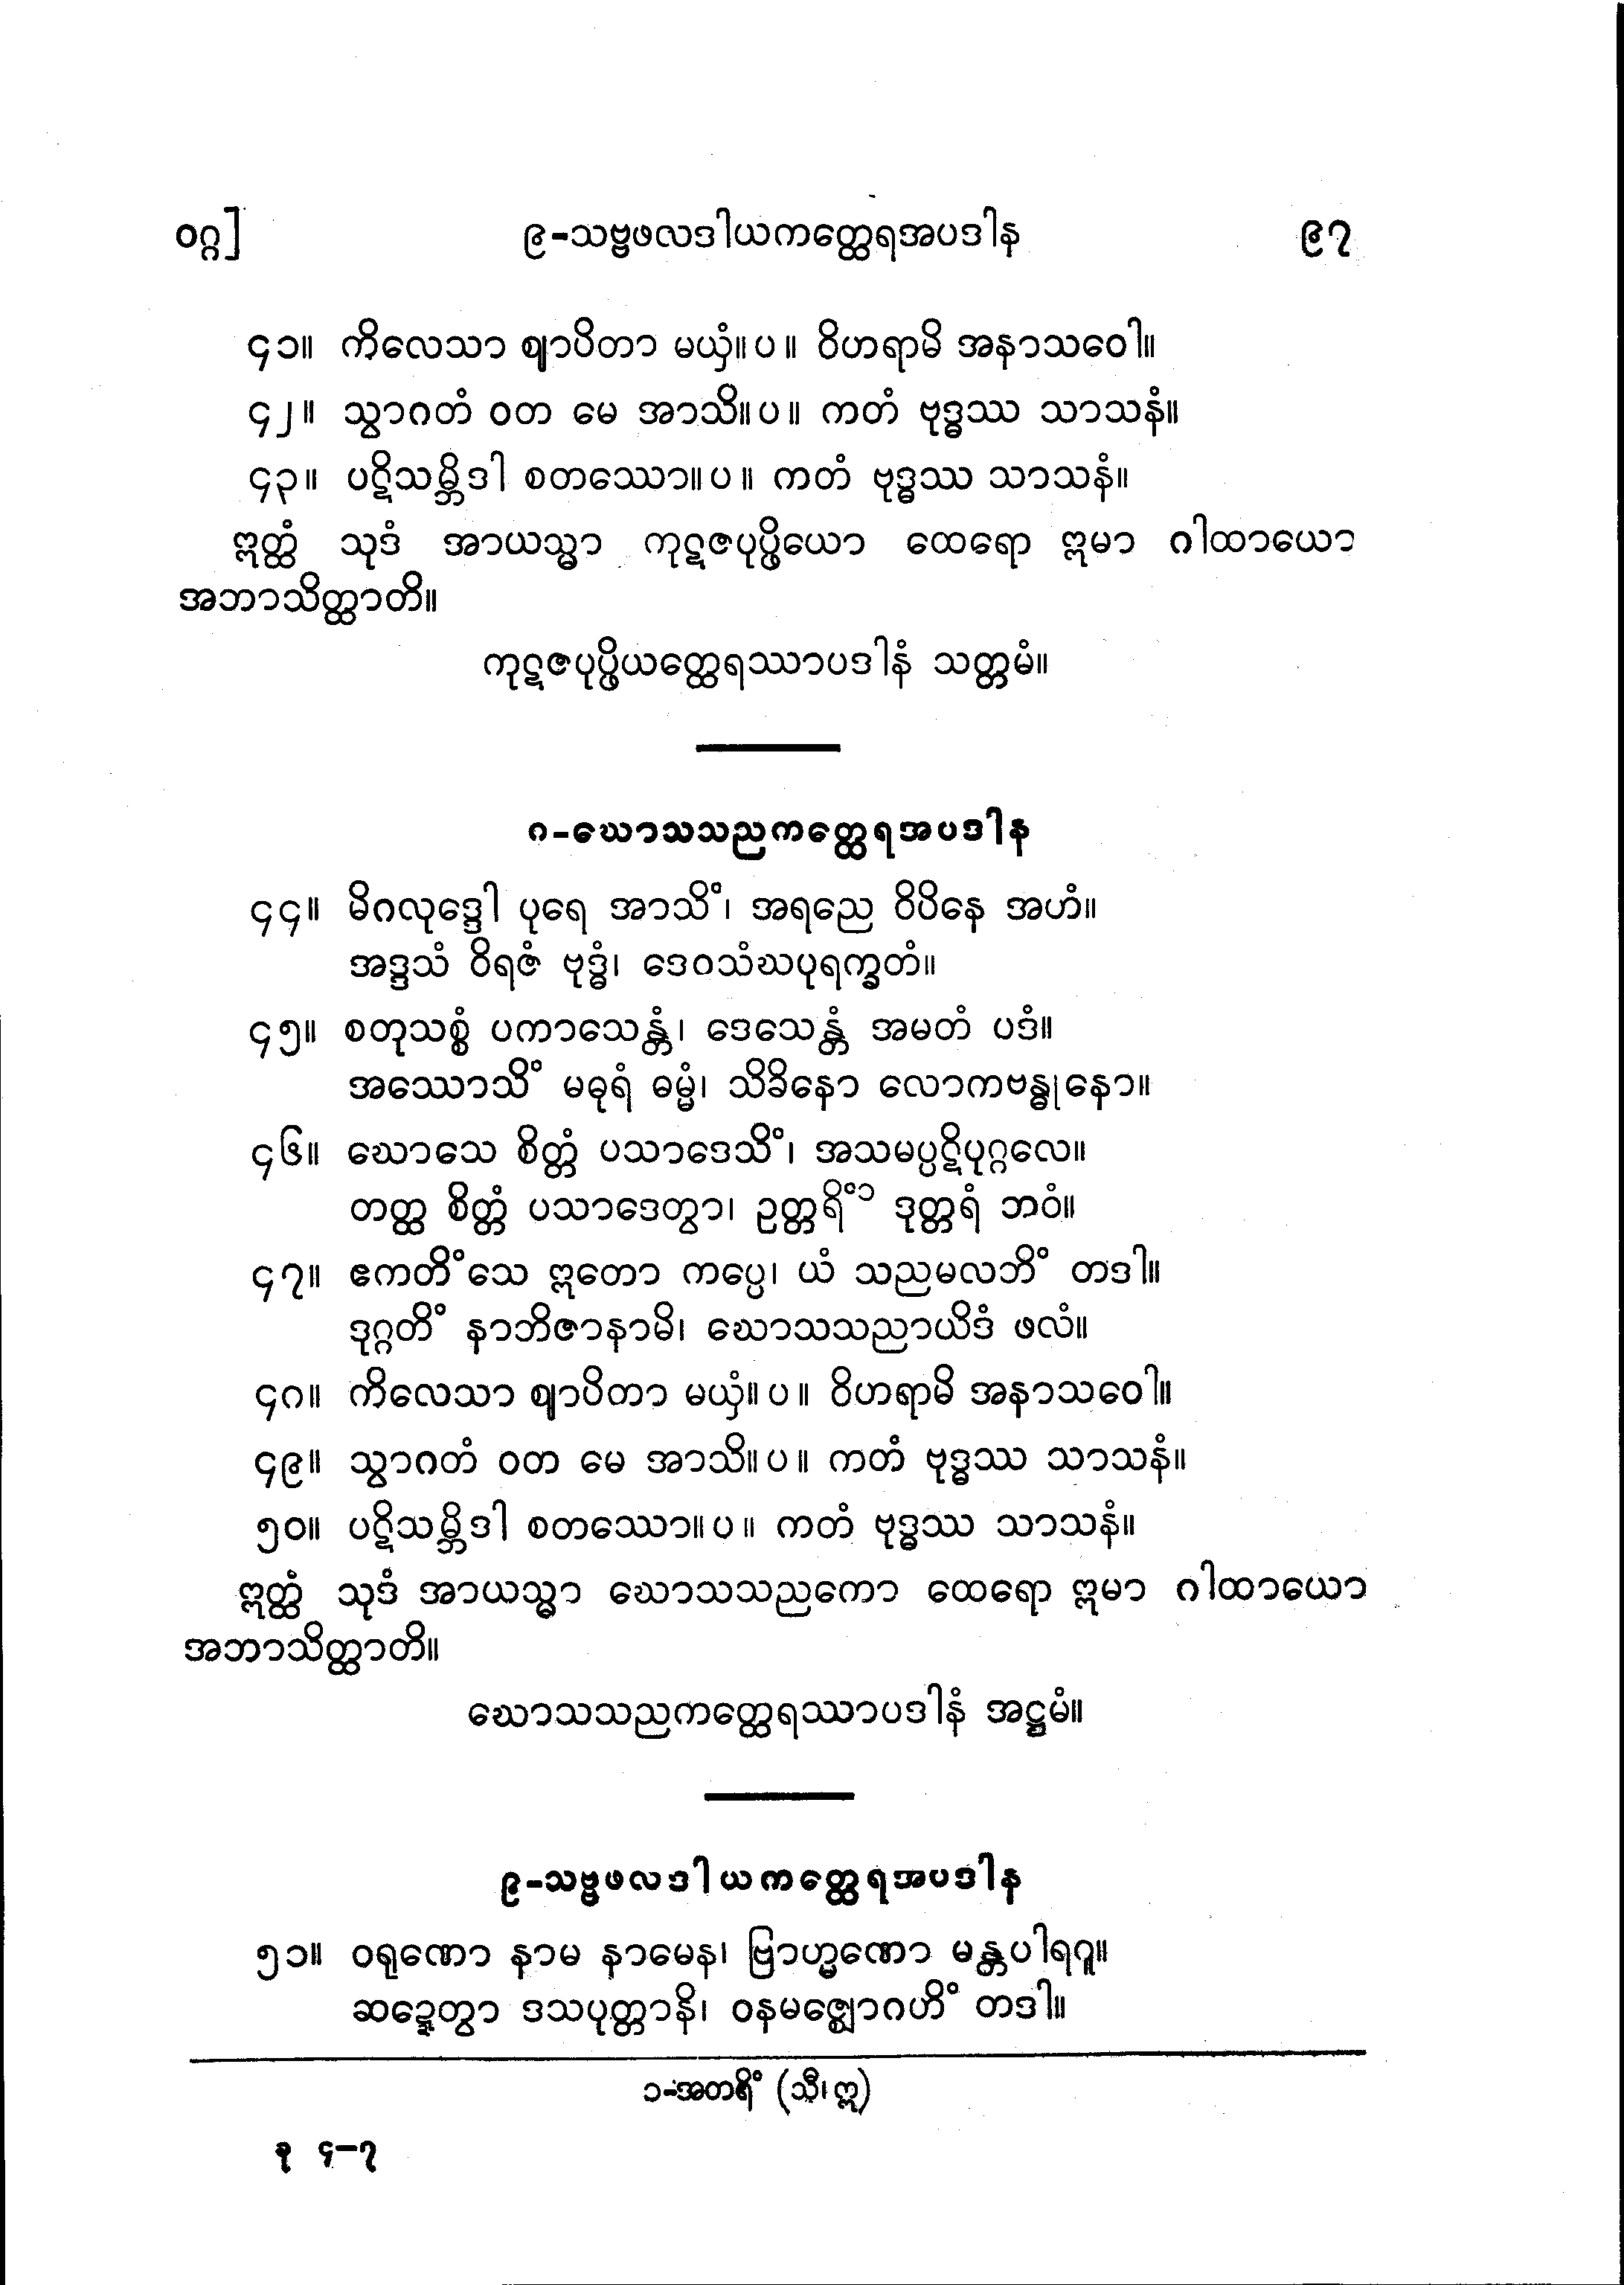 ဝဂ္ဂ] ၉-သဗ္ဗဖလဒါယကတ္ထေရအပဒါန ၉၇
၄၁။ ကိလေသာ ဈာပိတာ မယှံ။ပ။ ဝိဟရာမိ အနာသဝေါ။
၄၂။ သွာဂတံ ဝတ မေ အာသိ။ပ။ ကတံ ဗုဒ္ဓဿ သာသနံ။
၄၃။ ပဋိသမ္ဘိဒါ စတဿော။ပ။ ကတံ ဗုဒ္ဓဿ သာသနံ။
ဣတ္ထံ သုဒံ အာယသ္မာ ကုဋဇပုပ္ဖိယော ထေရော ဣမာ ဂါထာယော
အဘာသိတ္ထာတိ။
ကုဋဇပုပ္ဖိယတ္ထေရဿာပဒါနံ သတ္တမံ။
၈-ဃောသသညကတ္ထေရအပဒါန
၄၄။ မိဂလုဒ္ဒေါ ပုရေ အာသိံ၊ အရညေ ဝိပိနေ အဟံ။
အဒ္ဒသံ ဝိရဇံ ဗုဒ္ဓံ၊ ဒေဝသံဃပုရက္ခတံ။
၄၅။ စတုသစ္စံ ပကာသေန္တံ၊ ဒေသေန္တံ အမတံ ပဒံ။
အဿောသိံ မဓုရံ ဓမ္မံ၊ သိခိနော လောကဗန္ဓုနော။
၄၆။ ဃောသေ စိတ္တံ ပသာဒေသိံ၊ အသမပ္ပဋိပုဂ္ဂလေ။
တတ္ထ စိတ္တံ ပသာဒေတွာ၊ ဥတ္တရိံ၁ ဒုတ္တရံ ဘဝံ။
၄၇။ ဧကတိံသေ ဣတော ကပ္ပေ၊ ယံ သညမလဘိံ တဒါ။
ဒုဂ္ဂတိံ နာဘိဇာနာမိ၊ ဃောသသညာယိဒံ ဖလံ။
၄၈။ ကိလေသာ ဈာပိတာ မယှံ။ပ။ ဝိဟရာမိ အနာသဝေါ။
၄၉။ သွာဂတံ ဝတ မေ အာသိ။ပ။ ကတံ ဗုဒ္ဓဿ သာသနံ။
၅၀။ ပဋိသမ္ဘိဒါ စတဿော။ပ။ ကတံ ဗုဒ္ဓဿ သာသနံ။
ဣတ္ထံ သုဒံ အာယသ္မာ ဃောသသညကော ထေရော ဣမာ ဂါထာယော
အဘာသိတ္ထာတိ။
ဃောသသညကတ္ထေရဿာပဒါနံ အဋ္ဌမံ။
၉-သဗ္ဗဖလဒါယကတ္ထေရအပဒါန
၅၁။ ဝရုဏော နာမ နာမေန၊ ဗြာဟ္မဏော မန္တပါရဂူ။
ဆဍ္ဍေတွာ ဒသပုတ္တာနိ၊ ဝနမဇ္ဈောဂဟိံ တဒါ။
၁-အတရိံ (သီ၊ ဣ)
ခု ၄-၇